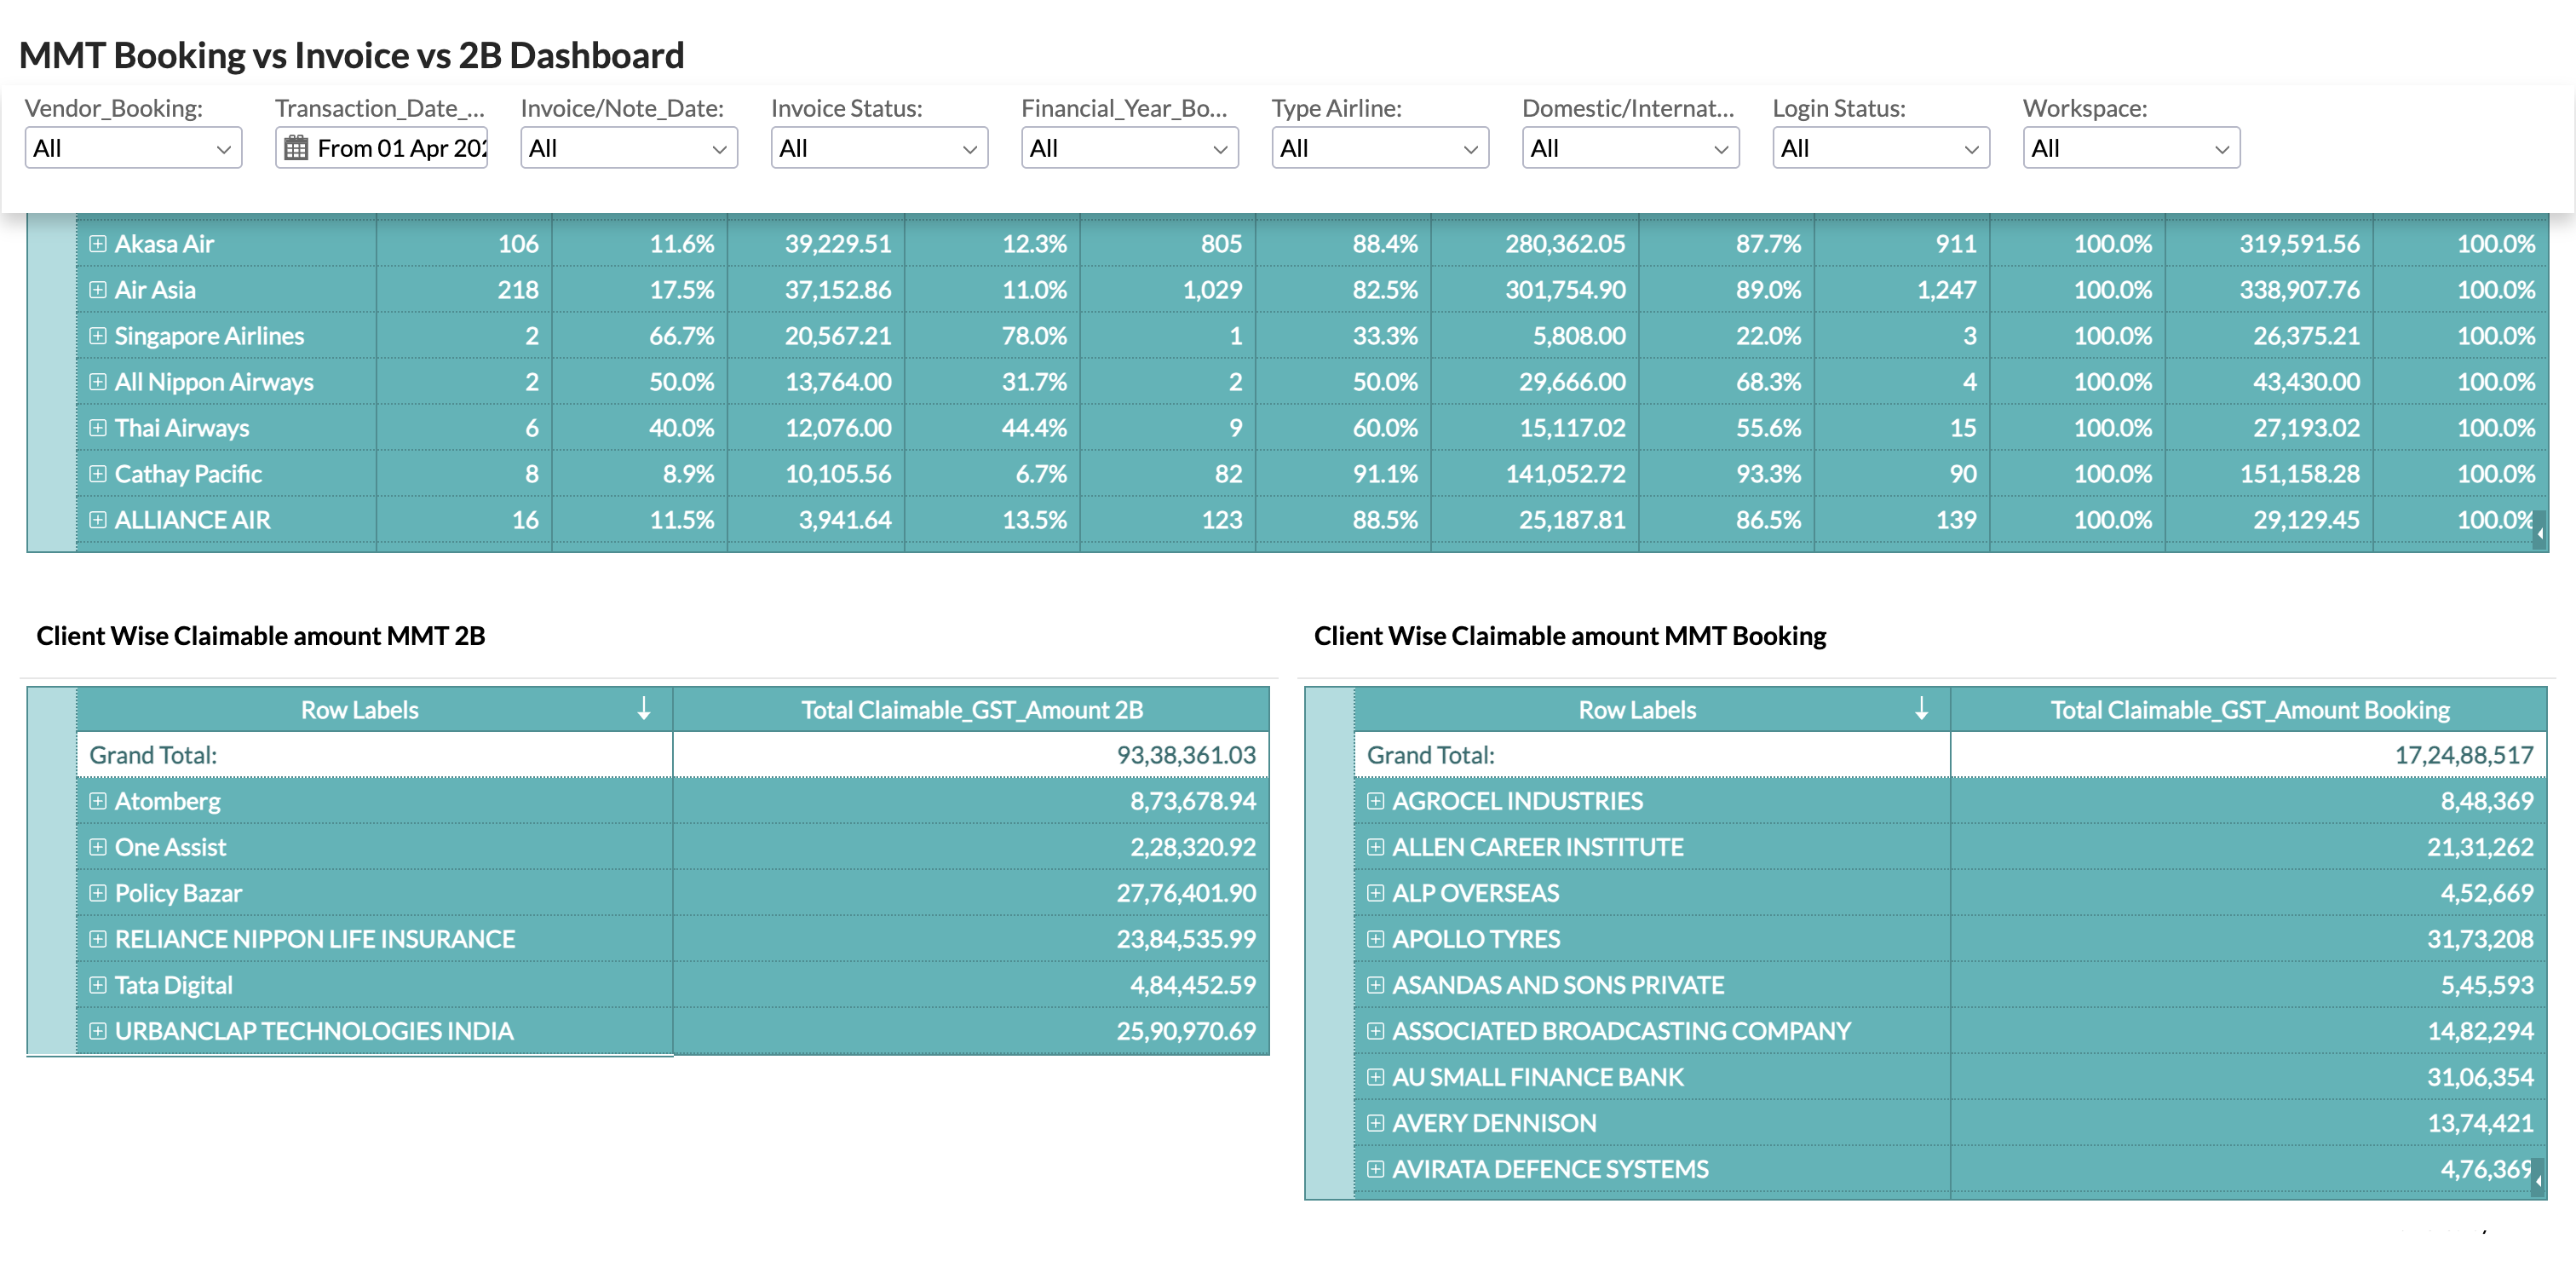 MMT Booking vs Invoice vs 2B Dashboard
Vendor_Booking: Transaction_Date_... Invoice/Note_Date: Invoice Status: Financial_Year_Bo... Type Airline: Domestic/Internat... Login Status: Workspace:
All From 01 Apr 202 All All All All All All All
Akasa Air 106 11.6% 39,229.51 12.3% 805 88.4% 280,362.05 87.7% 911 100.0% 319,591.56 100.0%
Air Asia 218 17.5% 37,152.86 11.0% 1,029 82.5% 301,754.90 89.0% 1,247 100.0% 338,907.76 100.0%
Singapore Airlines 2 66.7% 20,567.21 78.0% 1 33.3% 5,808.00 22.0% 3 100.0% 26,375.21 100.0%
All Nippon Airways 2 50.0% 13,764.00 31.7% 2 50.0% 29,666.00 68.3% 4 100.0% 43,430.00 100.0%
Thai Airways 6 40.0% 12,076.00 44.4% 9 60.0% 15,117.02 55.6% 15 100.0% 27,193.02 100.0%
Cathay Pacific 8 8.9% 10,105.56 6.7% 82 91.1% 141,052.72 93.3% 90 100.0% 151,158.28 100.0%
ALLIANCE AIR 16 11.5% 3,941.64 13.5% 123 88.5% 25,187.81 86.5% 139 100.0% 29,129.45 100.0%
Client Wise Claimable amount MMT 2B
Row Labels Total Claimable_GST_Amount 2B
Grand Total: 93,38,361.03
Atomberg 8,73,678.94
One Assist 2,28,320.92
Policy Bazar 27,76,401.90
RELIANCE NIPPON LIFE INSURANCE 23,84,535.99
Tata Digital 4,84,452.59
URBANCLAP TECHNOLOGIES INDIA 25,90,970.69
Client Wise Claimable amount MMT Booking
Row Labels Total Claimable_GST_Amount Booking
Grand Total: 17,24,88,517
AGROCEL INDUSTRIES 8,48,369
ALLEN CAREER INSTITUTE 21,31,262
ALP OVERSEAS 4,52,669
APOLLO TYRES 31,73,208
ASANDAS AND SONS PRIVATE 5,45,593
ASSOCIATED BROADCASTING COMPANY 14,82,294
AU SMALL FINANCE BANK 31,06,354
AVERY DENNISON 13,74,421
AVIRATA DEFENCE SYSTEMS 4,76,369